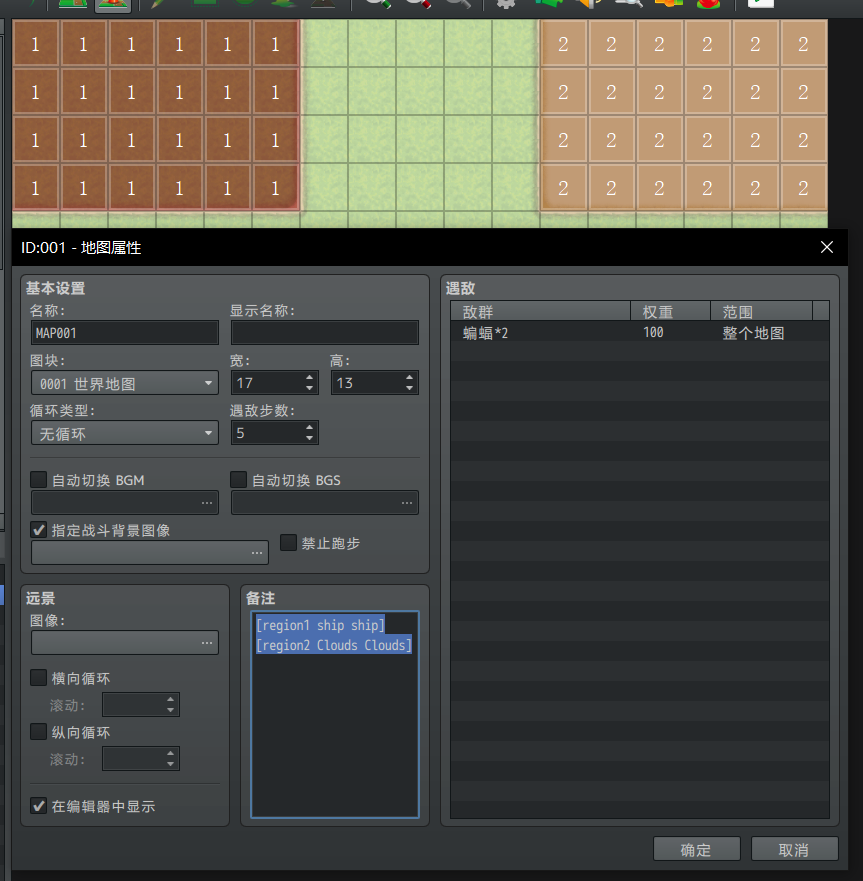 1 1 1 1 1 1 2 2 2 2 2 2
1 1 1 1 1 1 2 2 2 2 2 2
1 1 1 1 1 1 2 2 2 2 2 2
1 1 1 1 1 1 2 2 2 2 2 2
ID:001 - 地图属性
基本设置
名称:
显示名称:
MAP001
图块:
宽:
高:
0001 世界地图
17
13
循环类型:
遇敌步数:
无循环
5
自动切换 BGM
自动切换 BGS
...
...
指定战斗背景图像
...
禁止跑步
远景
图像:
...
横向循环
滚动:
纵向循环
滚动:
在编辑器中显示
备注
[region1 ship ship]
[region2 Clouds Clouds]
遇敌
敌群 权重 范围
蝙蝠*2 100 整个地图
确定
取消